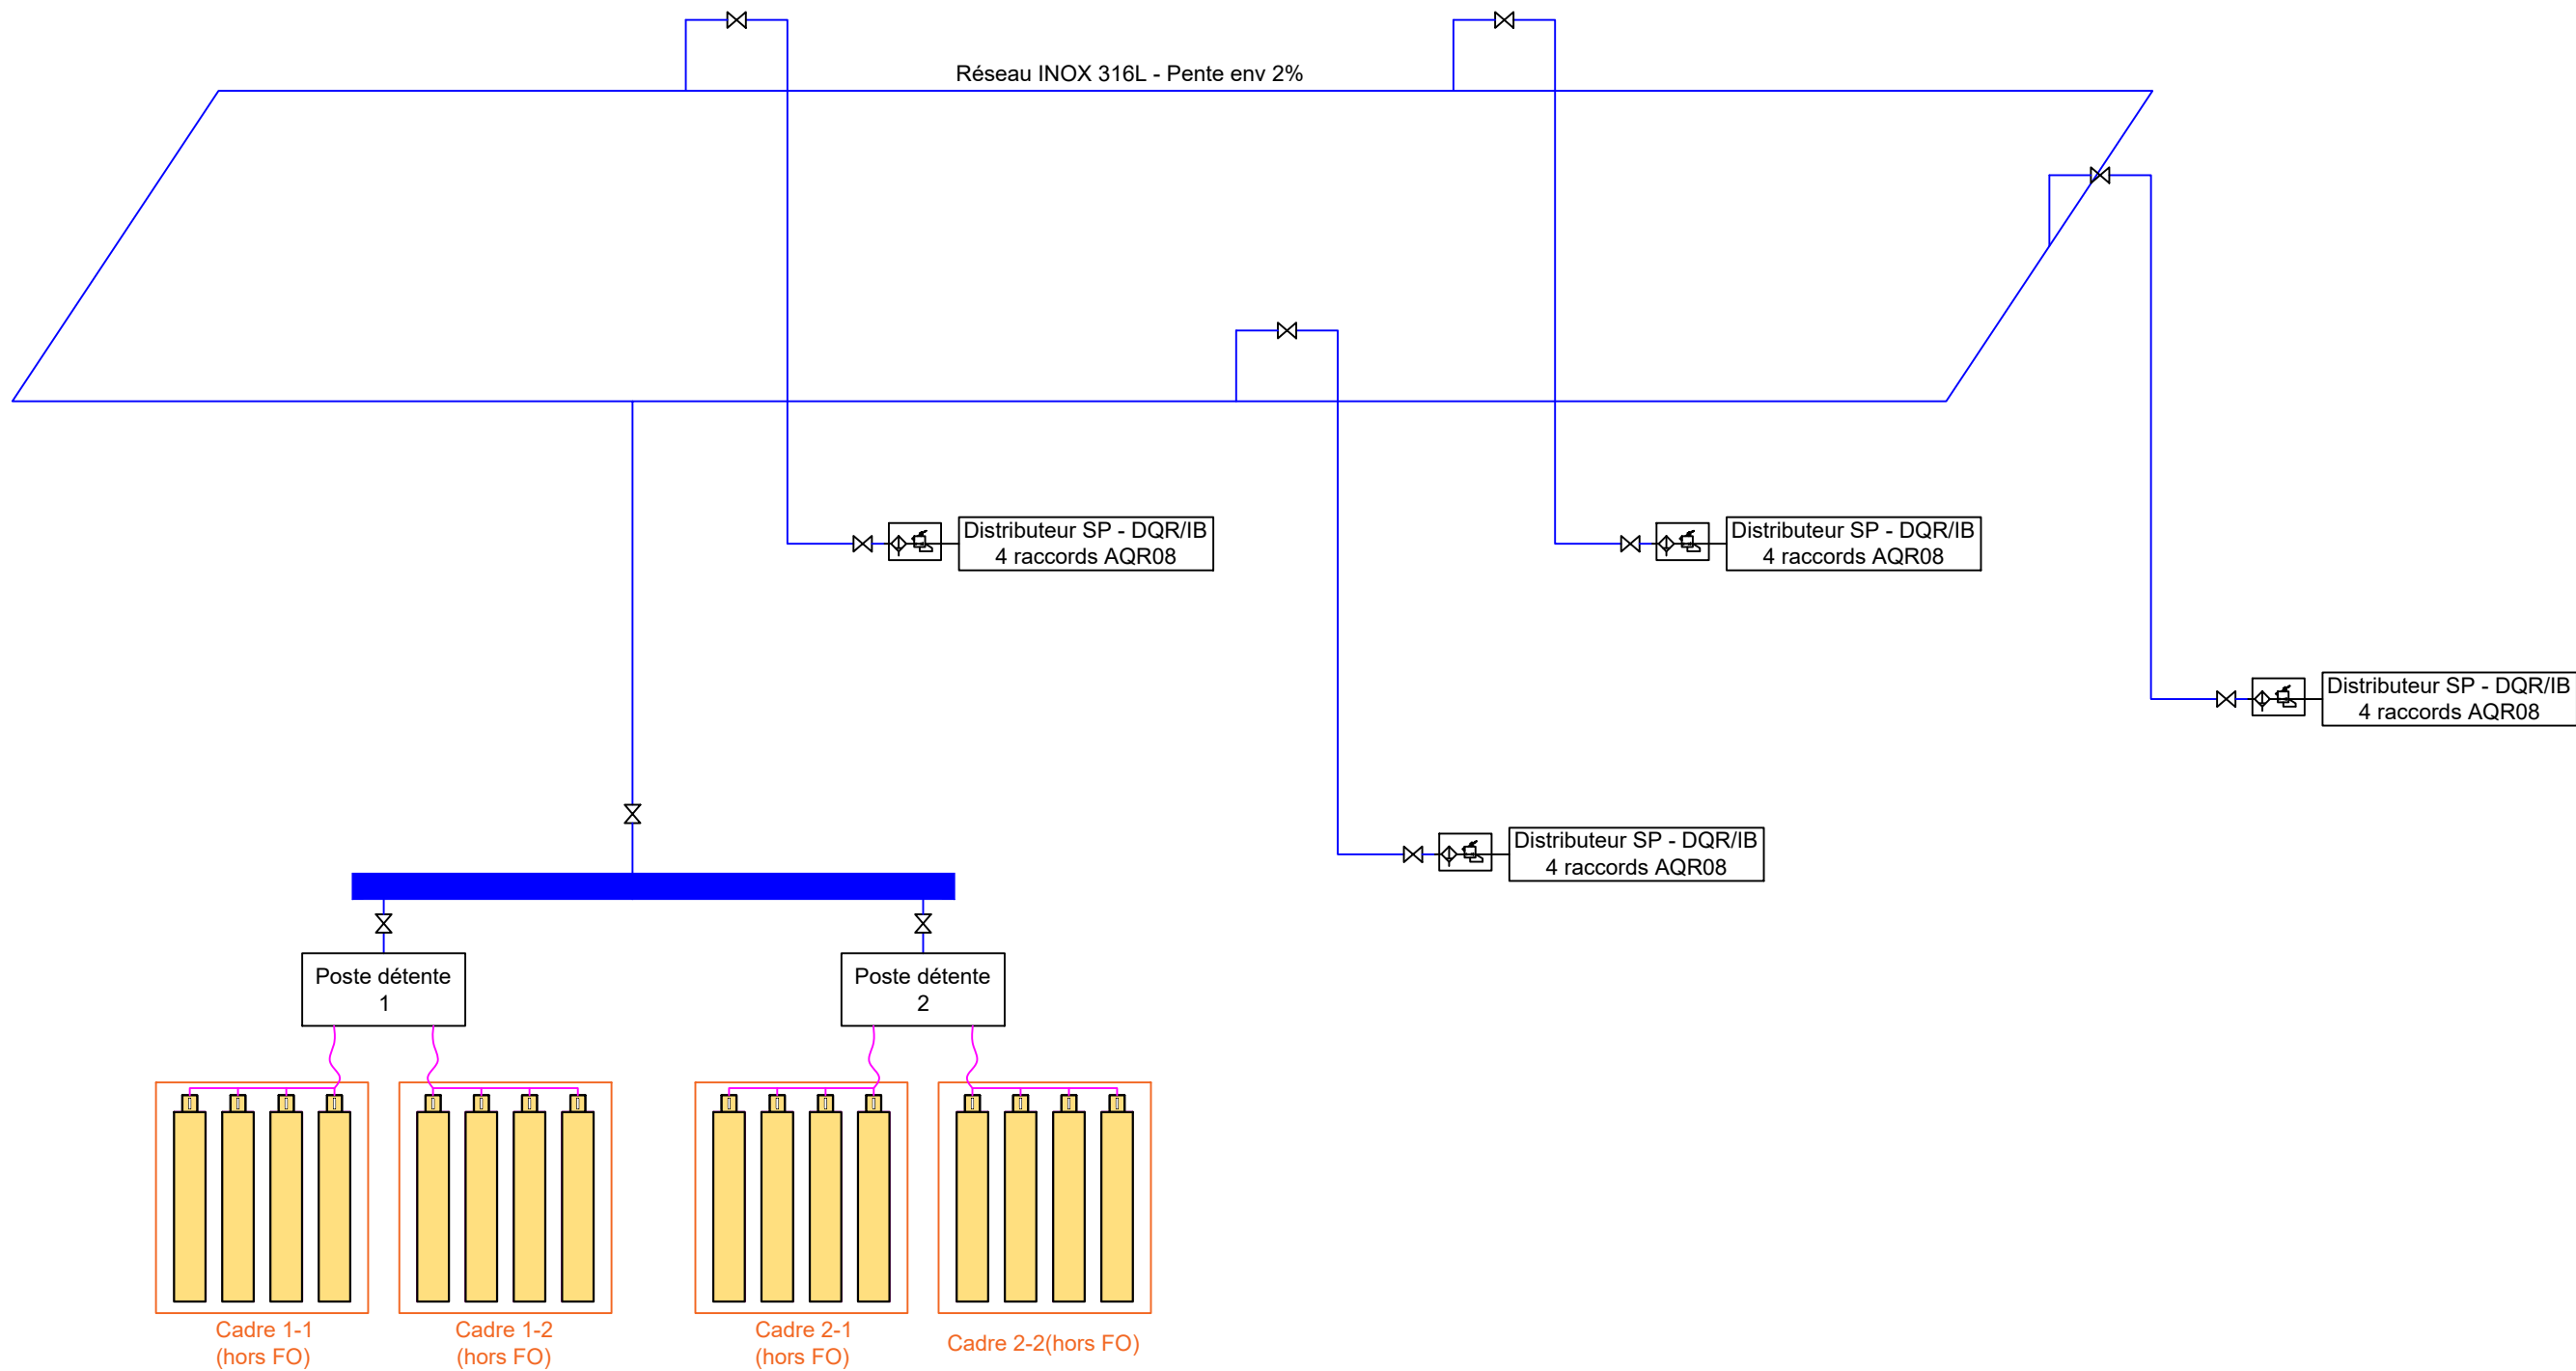 Réseau INOX 316L - Pente env 2%
Distributeur SP - DQR/IB
4 raccords AQR08
Distributeur SP - DQR/IB
4 raccords AQR08
Distributeur SP - DQR/IB
4 raccords AQR08
Distributeur SP - DQR/IB
4 raccords AQR08
Poste détente
1
Poste détente
2
Cadre 1-1
(hors FO)
Cadre 1-2
(hors FO)
Cadre 2-1
(hors FO)
Cadre 2-2(hors FO)